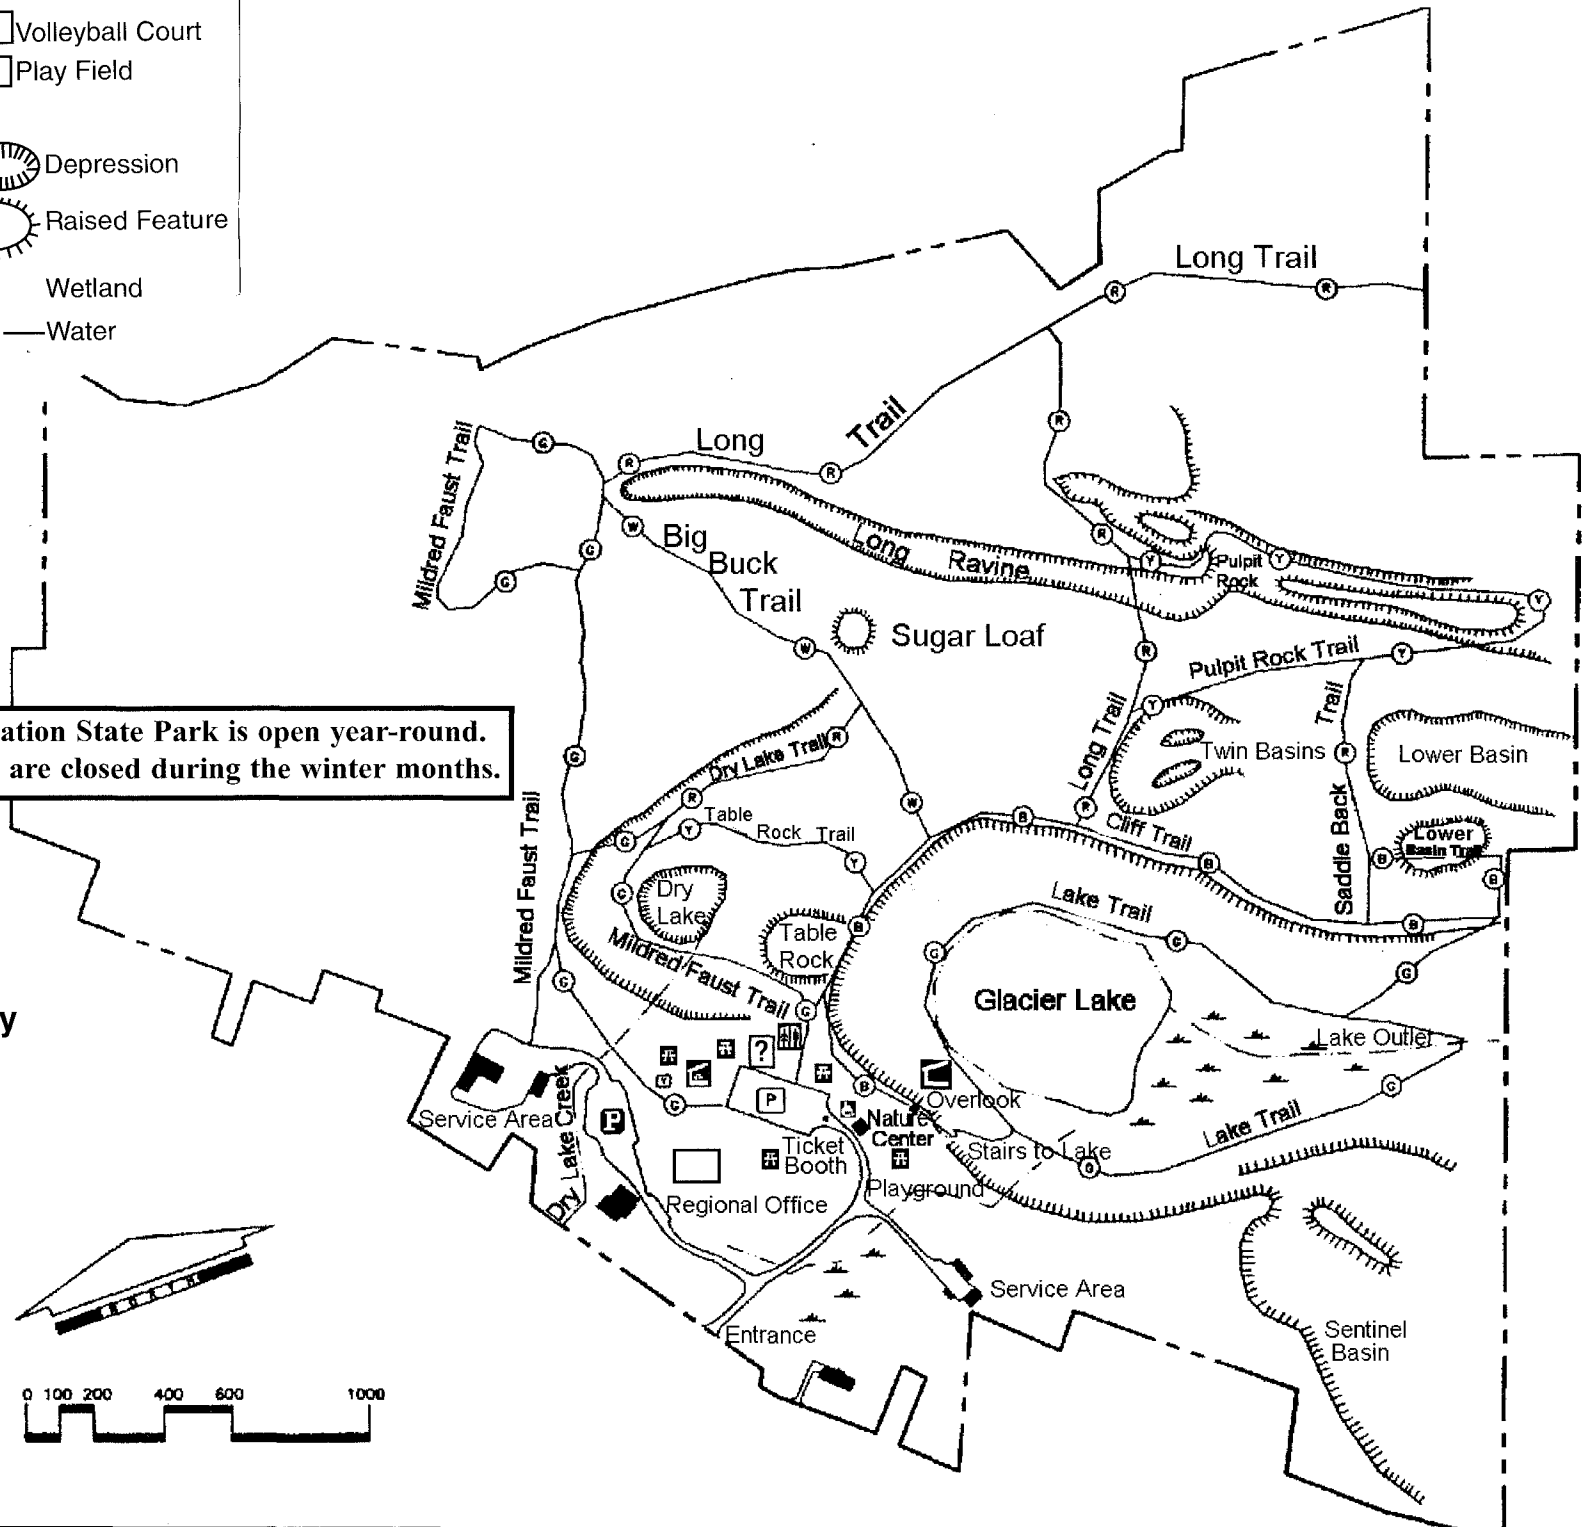 Volleyball Court
Play Field
Depression
Raised Feature
Wetland
Water
Long Trail
Long Trail
Mildred Faust Trail
Big
Buck
Trail
Long Ravine
Pulpit
Rock
Sugar Loaf
Pulpit Rock Trail
ation State Park is open year-round.
are closed during the winter months.
Long Trail
Twin Basins
Trail
Saddle Back
Lower Basin
Dry Lake Trail
Table
Rock Trail
Cliff Trail
Lower
Basin Trail
Mildred Faust Trail
Dry
Lake
Lake Trail
Table
Rock
Mildred Faust Trail
Glacier Lake
y
Lake Outlet
?
P
P
Service Area
Dry Lake Creek
Overlook
Nature
Center
Ticket
Booth
Stairs to Lake
Lake Trail
Playground
Regional Office
Service Area
Entrance
Sentinel
Basin
NORTH
0 100 200 400 600 1000
R
R
G
R
R
R
W
R
G
Y
Y
G
Y
R
W
Y
Y
R
R
G
R
W
R
B
Y
G
Y
B
B
G
B
B
B
G
G
G
G
G
B
G
G
G